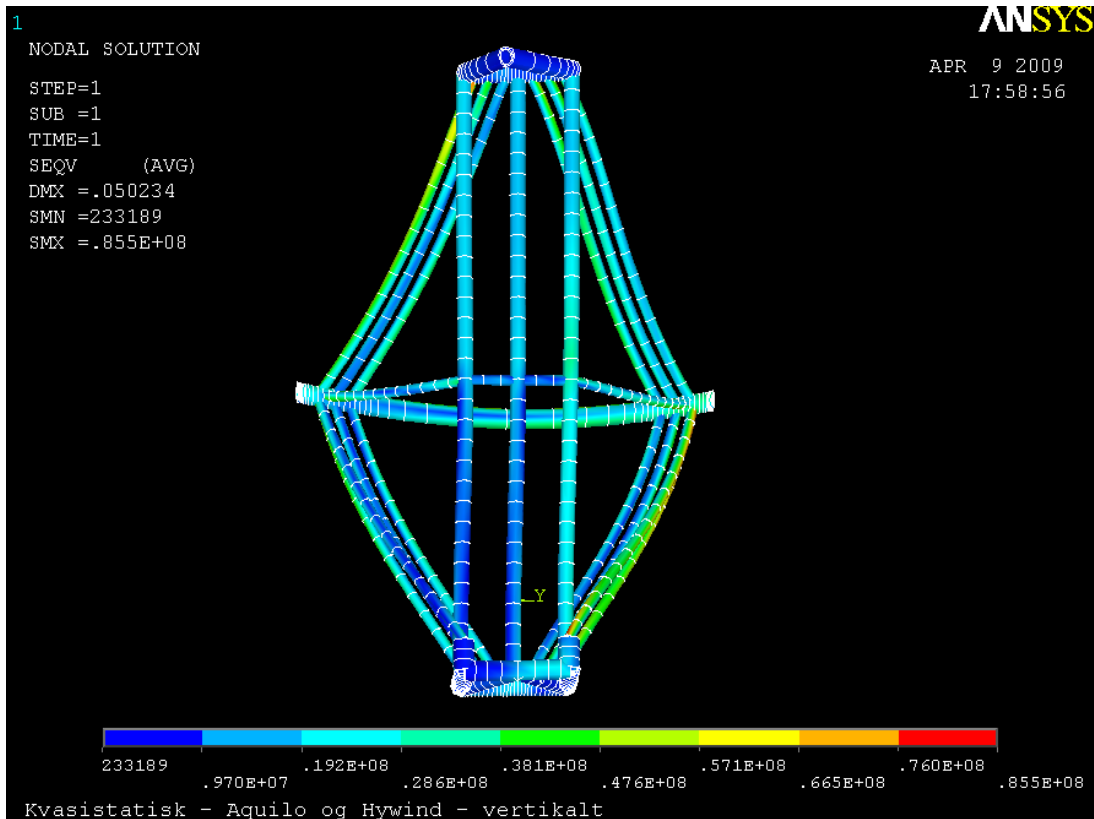 1
ANSYS
NODAL SOLUTION
APR 9 2009
17:58:56
STEP=1
SUB =1
TIME=1
SEQV (AVG)
DMX =.050234
SMN =233189
SMX =.855E+08
Y
233189 .192E+08 .381E+08 .571E+08 .760E+08
.970E+07 .286E+08 .476E+08 .665E+08 .855E+08
Kvasistatisk - Aquilo og Hywind - vertikalt